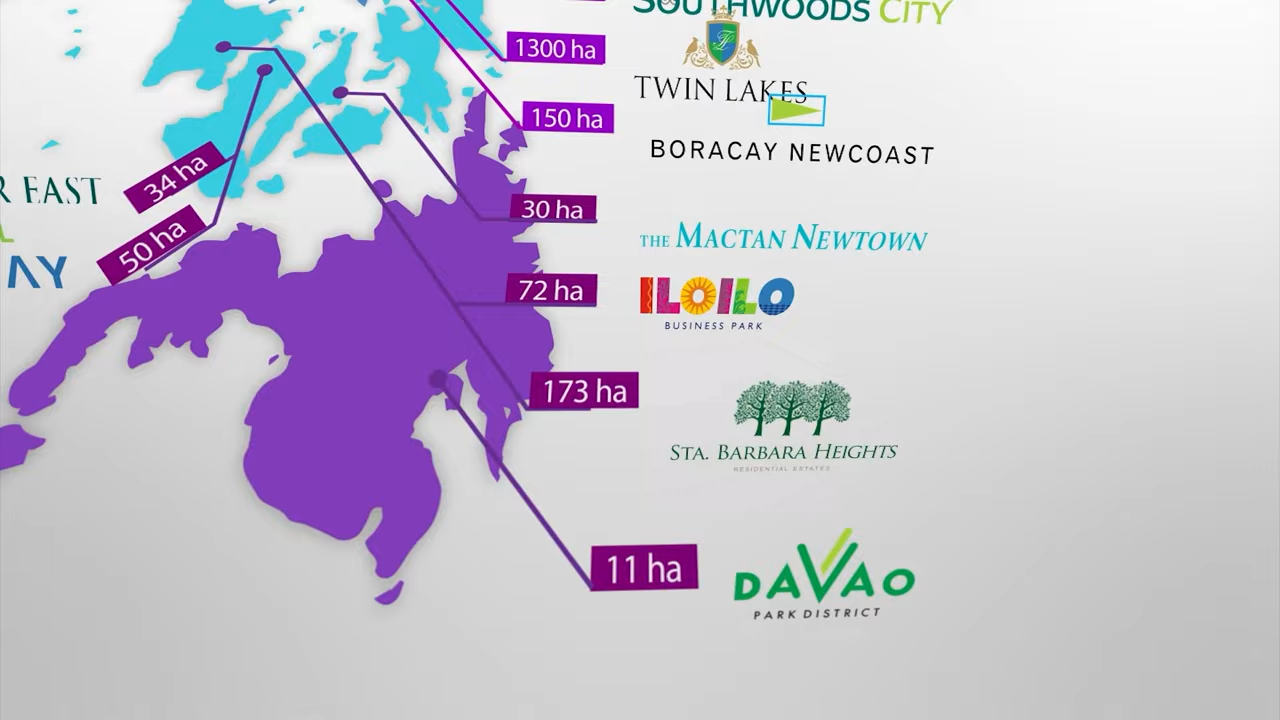 SOUTHWOODS CITY
1300 ha
TWIN LAKES
150 ha
BORACAY NEWCOAST
34 ha
R EAST
30 ha
50 ha
THE MACTAN NEWTOWN
AY
72 ha
ILOILO
BUSINESS PARK
173 ha
STA. BARBARA HEIGHTS
RESIDENTIAL ESTATES
11 ha
DAVAO
PARK DISTRICT